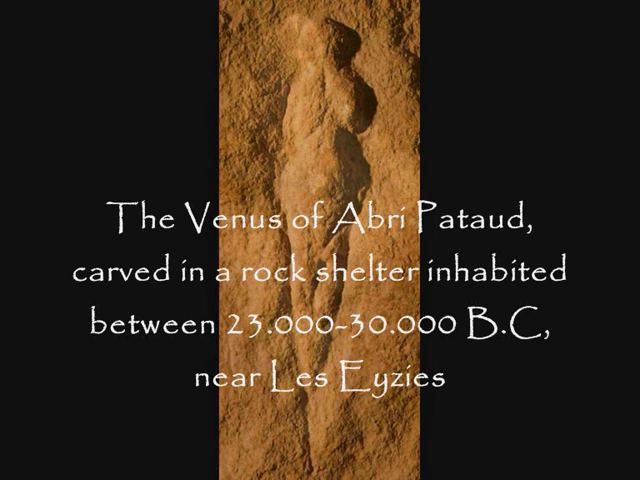 The Venus of Abri Pataud,
carved in a rock shelter inhabited
between 23.000-30.000 B.C,
near Les Eyzies